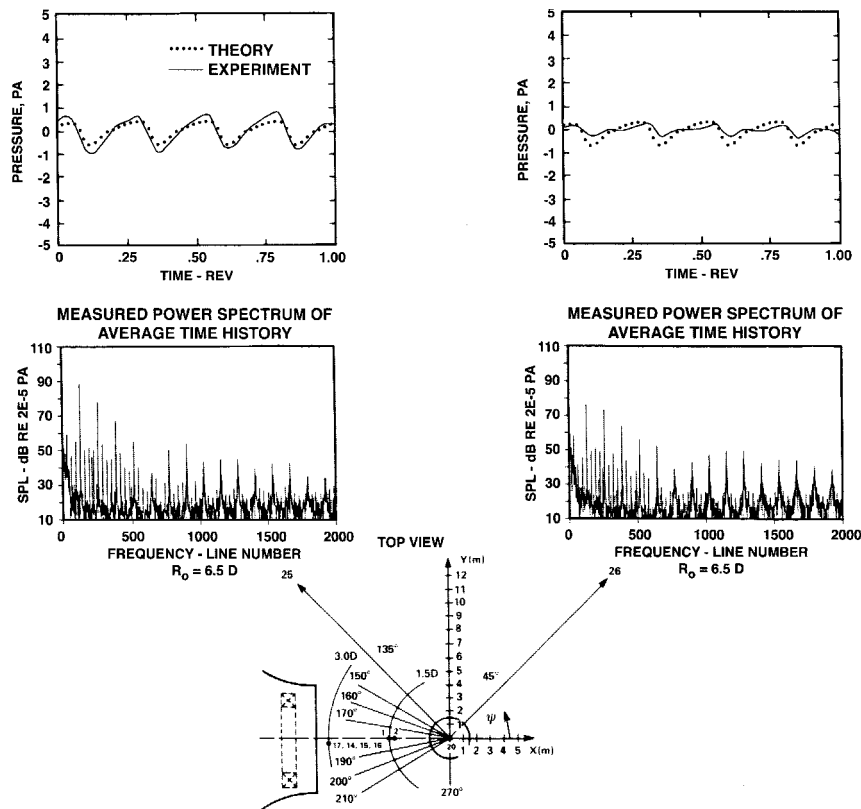 5
4
3
2
1
0
-1
-2
-3
-4
-5
PRESSURE, PA
THEORY
EXPERIMENT
0 .25 .50 .75 1.00
TIME - REV
5
4
3
2
1
0
-1
-2
-3
-4
-5
PRESSURE, PA
0 .25 .50 .75 1.00
TIME - REV
MEASURED POWER SPECTRUM OF
AVERAGE TIME HISTORY
110
90
70
50
30
10
SPL - dB RE 2E-5 PA
0 500 1000 1500 2000
FREQUENCY - LINE NUMBER
R₀ = 6.5 D
MEASURED POWER SPECTRUM OF
AVERAGE TIME HISTORY
110
90
70
50
30
10
SPL - dB RE 2E-5 PA
0 500 1000 1500 2000
FREQUENCY - LINE NUMBER
R₀ = 6.5 D
TOP VIEW
25
26
Y(m)
12
11
10
9
8
7
6
5
4
3
2
1
135°
45°
3.0D
1.5D
150°
160°
170°
ψ
1 2
17, 14, 15, 16
20
1 2 3 4 5 X(m)
190°
200°
210°
270°